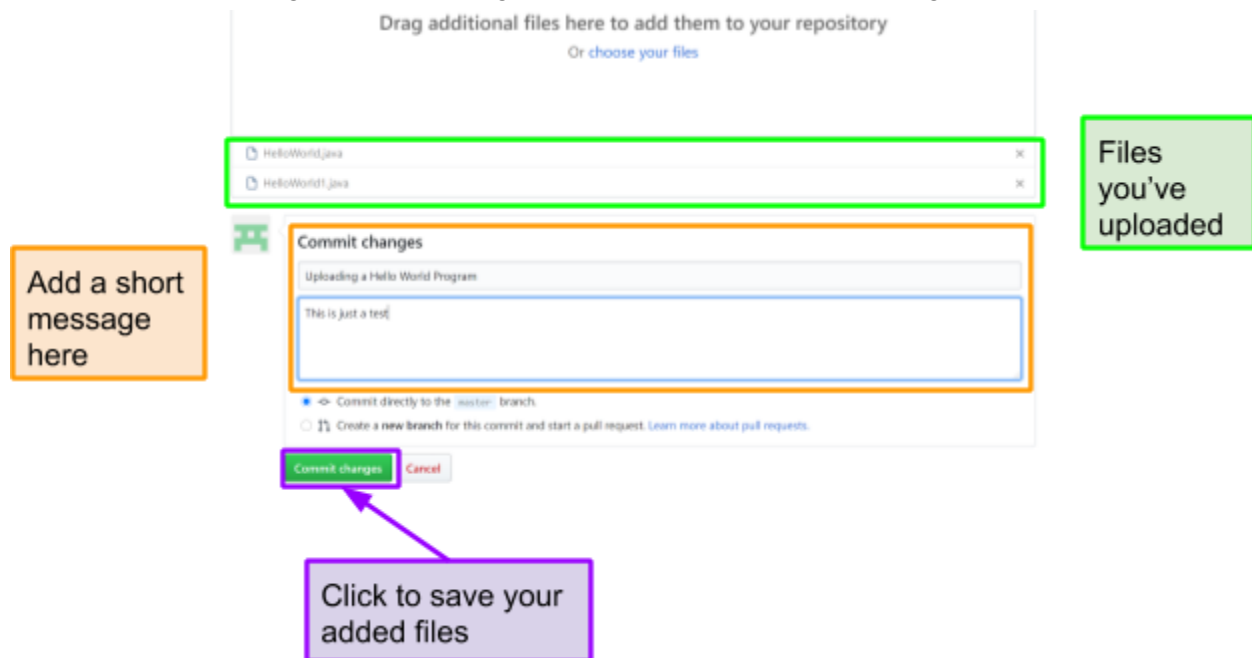 Drag additional files here to add them to your repository
Or choose your files
HelloWorld.java
HelloWorld1.java
Files
you've
uploaded
Commit changes
Uploading a Hello World Program
Add a short
message
here
This is just a test
Commit directly to the master branch.
Create a new branch for this commit and start a pull request. Learn more about pull requests.
Commit changes Cancel
Click to save your
added files